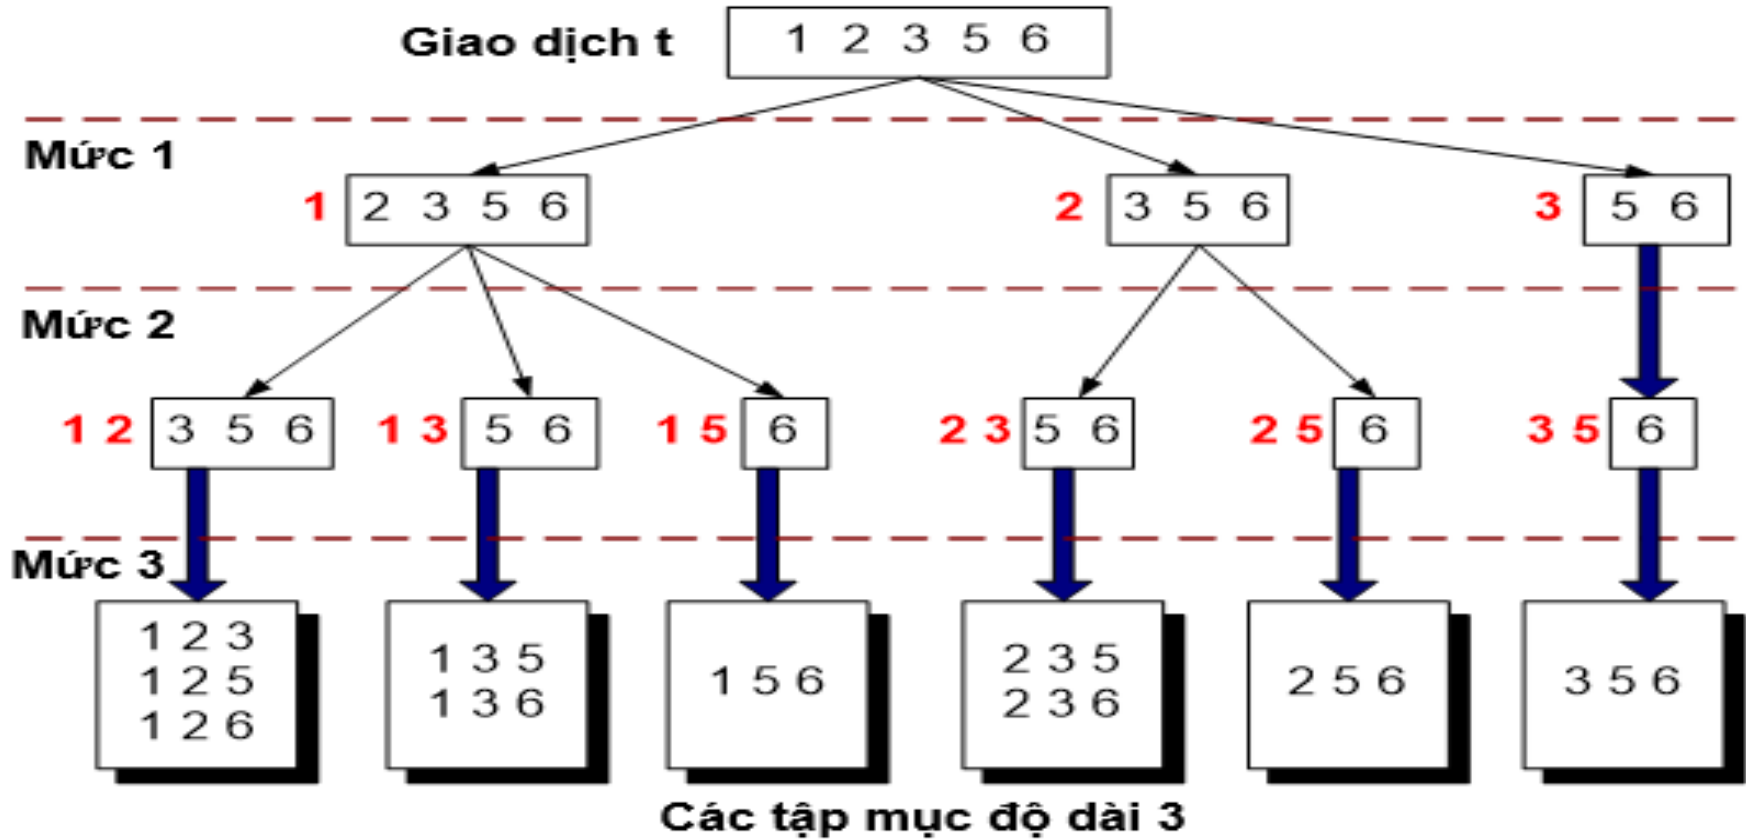 Giao dịch t 1 2 3 5 6
Mức 1
1 2 3 5 6 2 3 5 6 3 5 6
Mức 2
1 2 3 5 6 1 3 5 6 1 5 6 2 3 5 6 2 5 6 3 5 6
Mức 3
1 2 3
1 2 5
1 2 6
1 3 5
1 3 6
1 5 6
2 3 5
2 3 6
2 5 6
3 5 6
Các tập mục độ dài 3